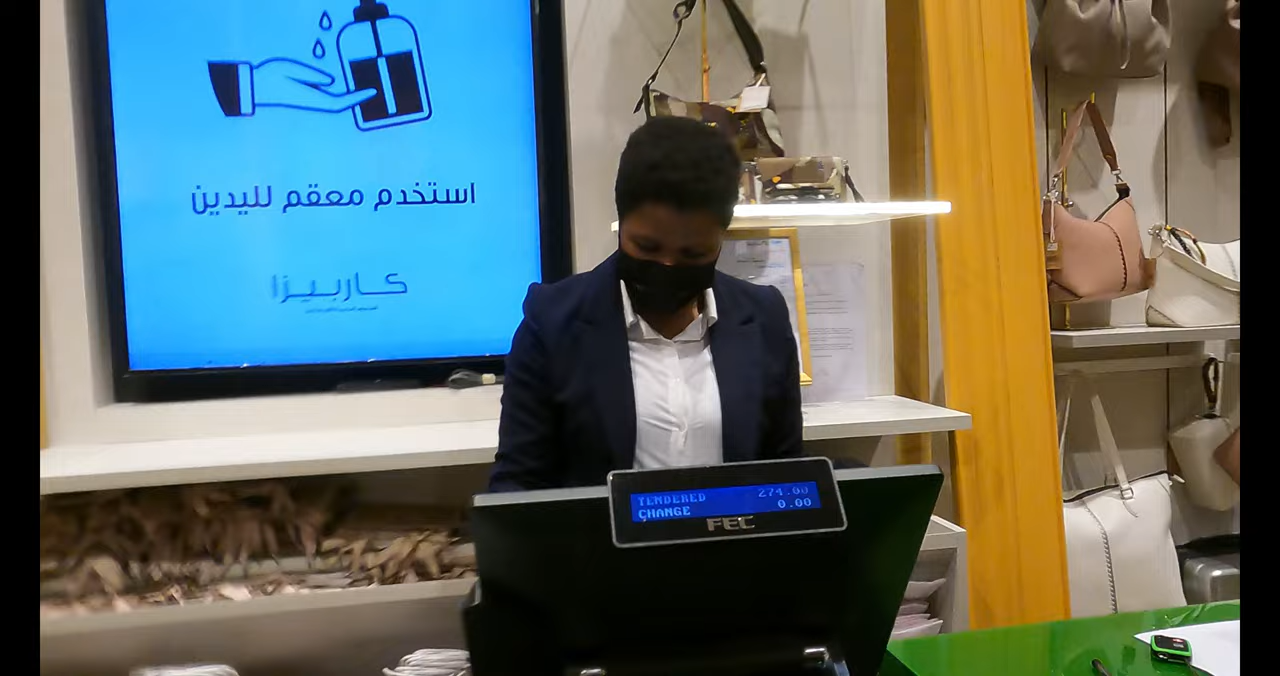 استخدم معقم لليدين
كاربيزا
TENDERED 274.00
CHANGE 0.00
FEC